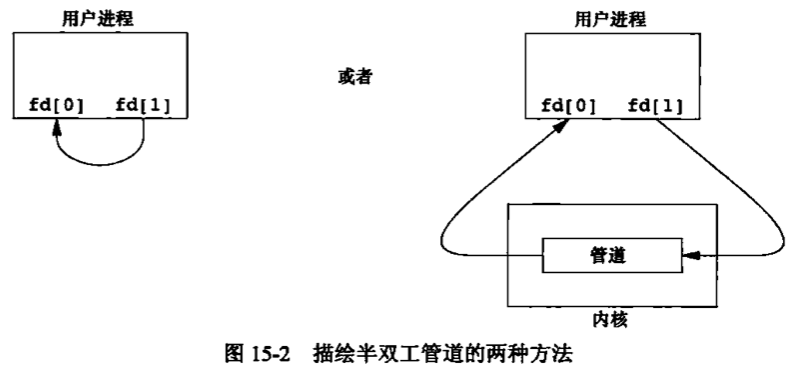 用户进程
用户进程
或者
fd[0] fd[1]
fd[0] fd[1]
管道
内核
图 15-2 描绘半双工管道的两种方法